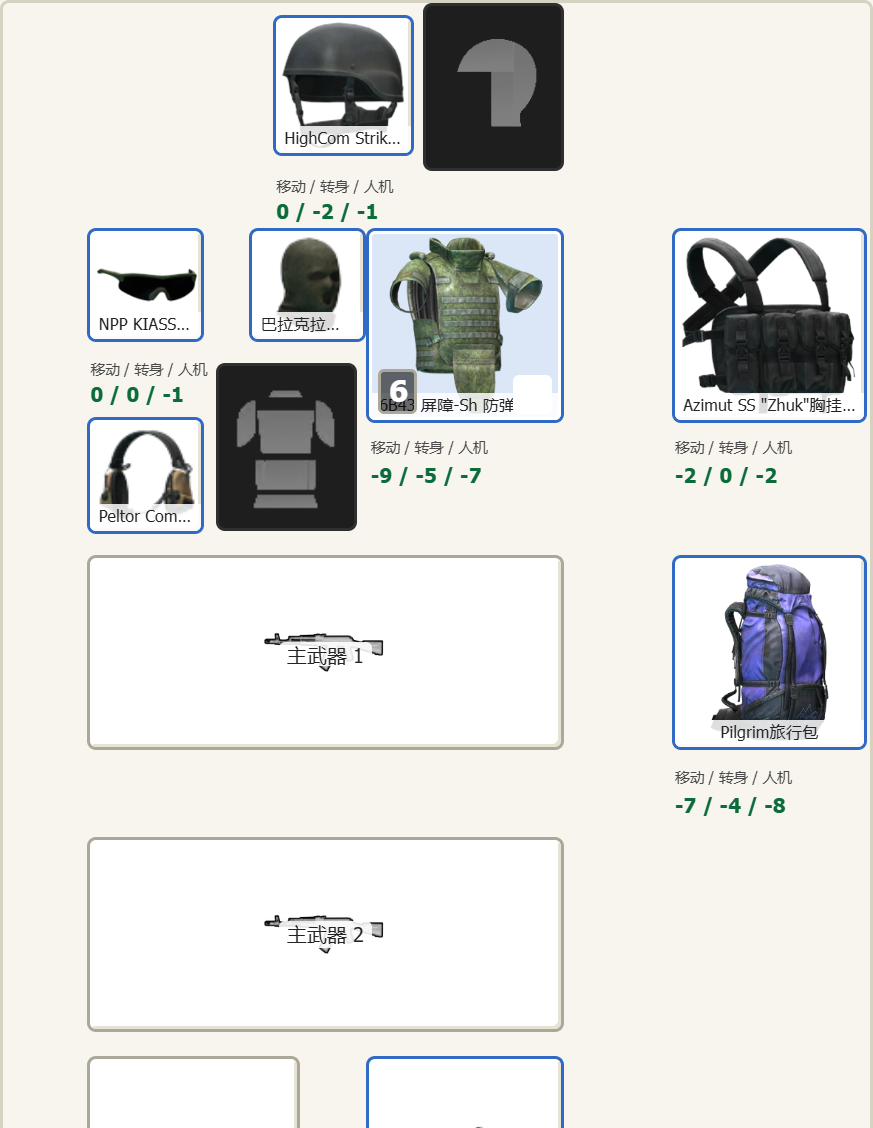 HighCom Strik...
移动 / 转身 / 人机
0 / -2 / -1
NPP KIASS...
巴拉克拉...
6
6B43 屏障-Sh 防弹
Azimut SS "Zhuk"胸挂...
移动 / 转身 / 人机
0 / 0 / -1
移动 / 转身 / 人机
-9 / -5 / -7
移动 / 转身 / 人机
-2 / 0 / -2
Peltor Com...
主武器 1
Pilgrim旅行包
移动 / 转身 / 人机
-7 / -4 / -8
主武器 2